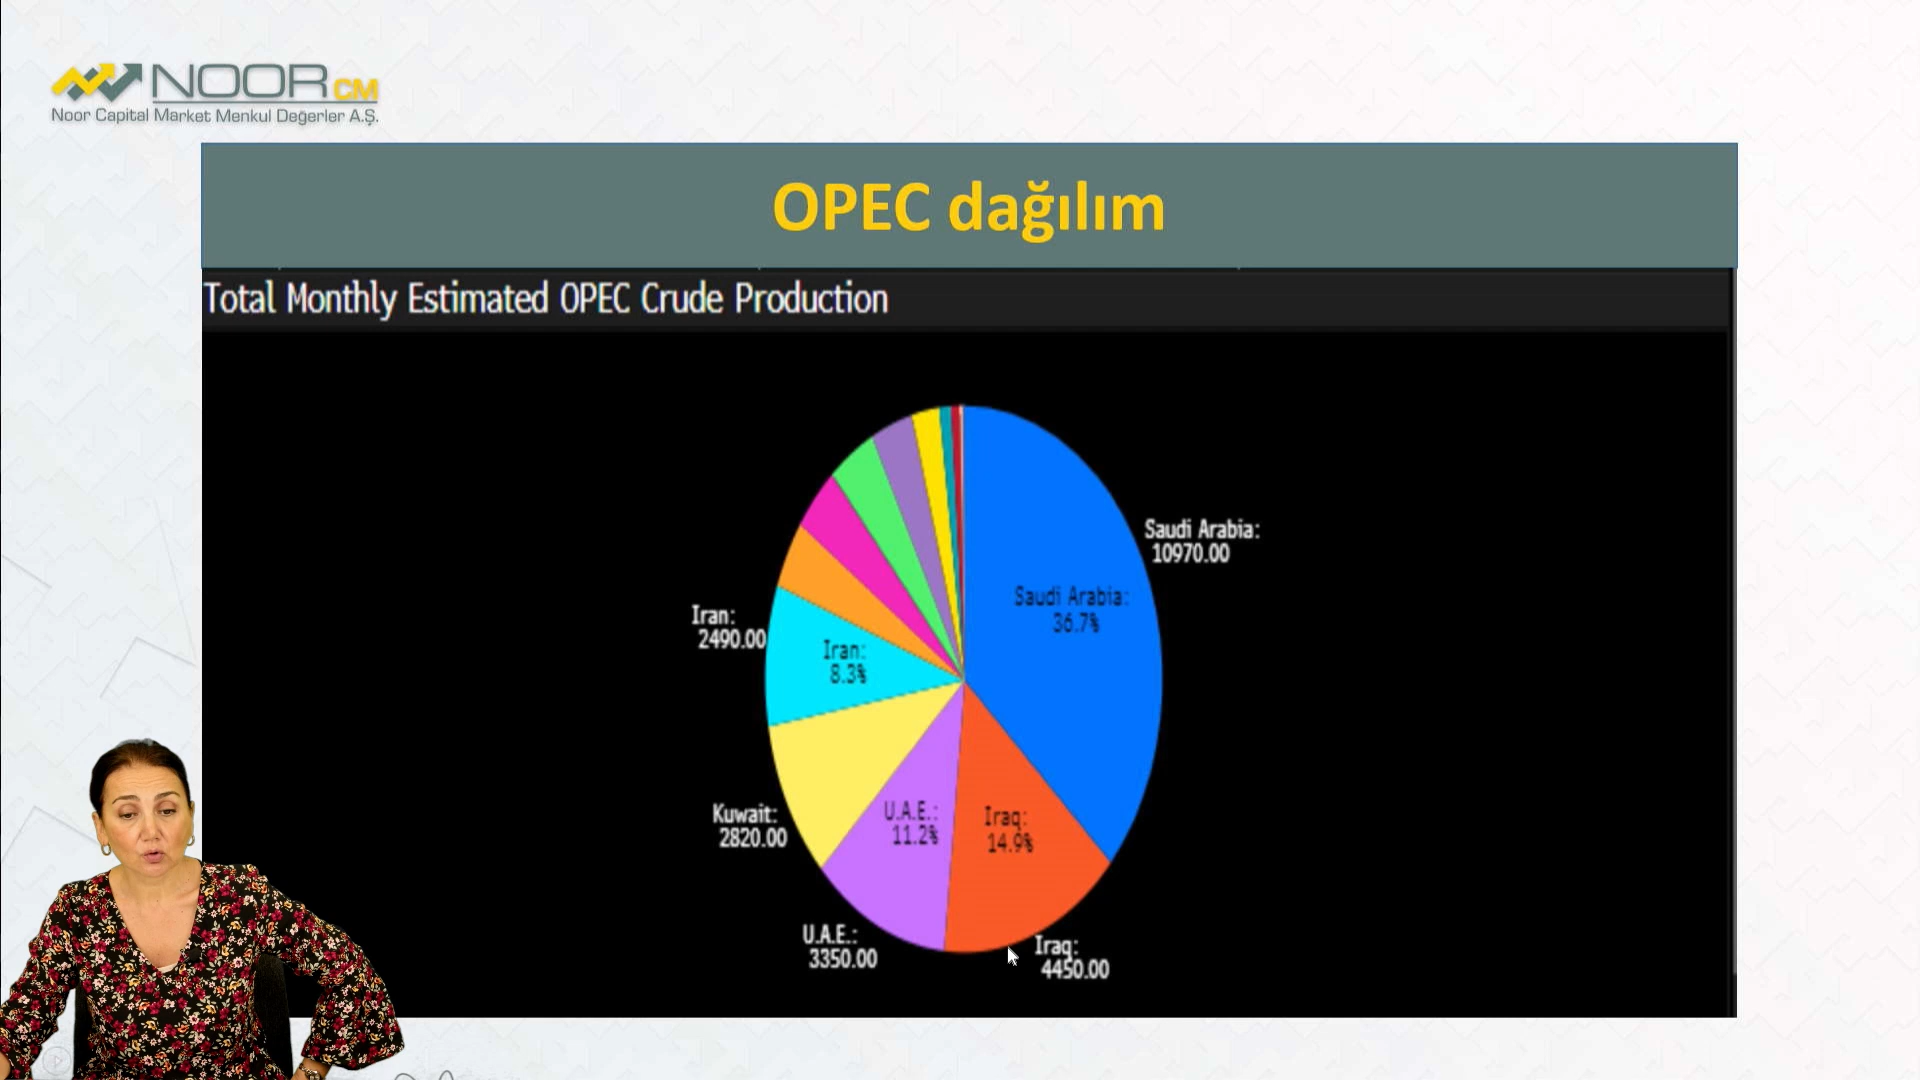 NOOR CM
Noor Capital Market Menkul Değerler A.Ş.
OPEC dağılım
Total Monthly Estimated OPEC Crude Production
Saudi Arabia:
10970.00
Saudi Arabia:
36.7%
Iran:
2490.00
Iran:
8.3%
Kuwait:
2820.00
U.A.E.:
11.2%
Iraq:
14.9%
U.A.E.:
3350.00
Iraq:
4450.00